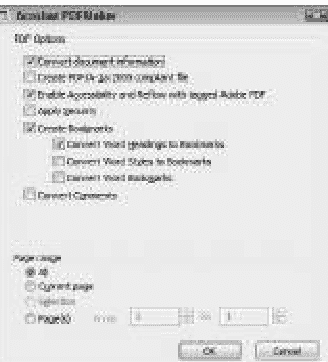 Acrobat PDFMaker
PDF Options
Convert document information
Create PDF/A-1a: 2005 compliant file
Enable Accessibility and Reflow with tagged Adobe PDF
Apply security
Create Bookmarks
Convert Word Headings to Bookmarks
Convert Word Styles to Bookmarks
Convert Word Bookmarks
Convert Comments
Page range
All
Current page
Selection
Page(s) From: to 1
OK Cancel